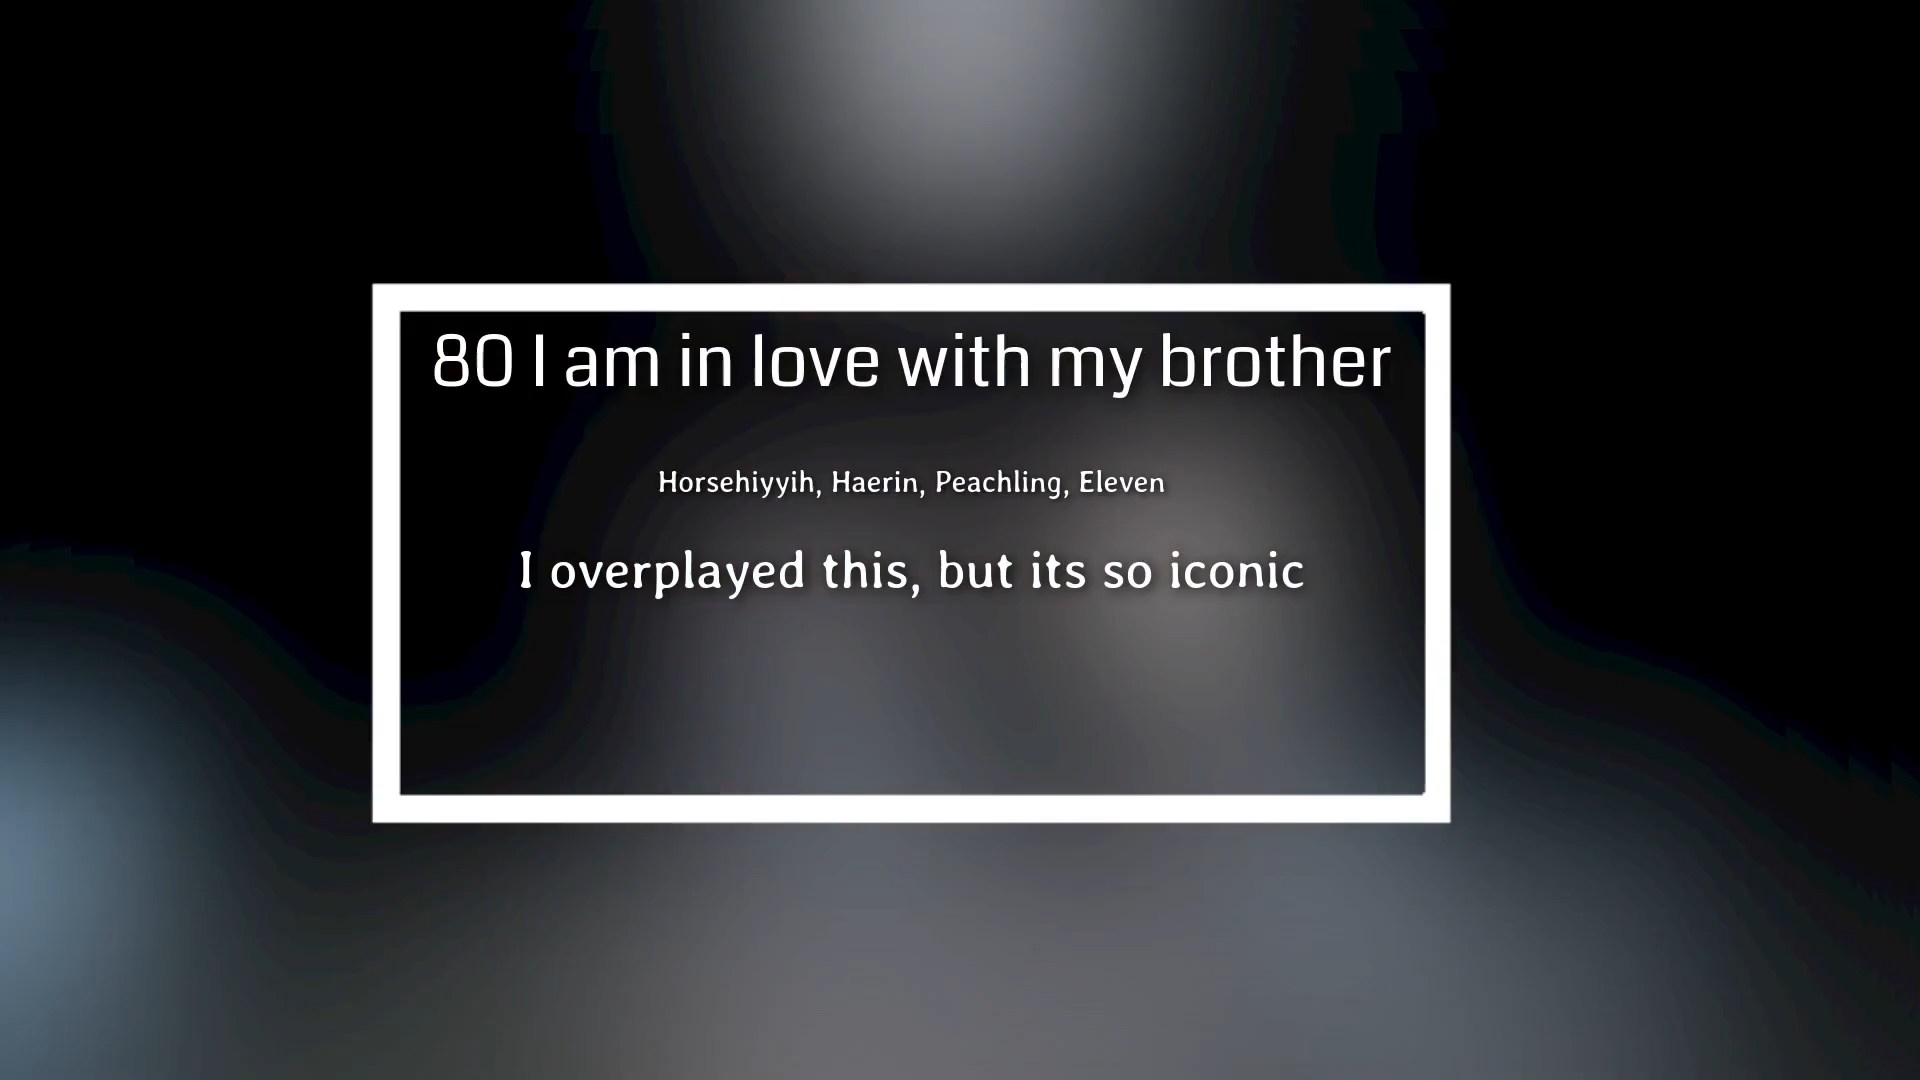 80 I am in love with my brother
Horsehiyyih, Haerin, Peachling, Eleven
I overplayed this, but its so iconic